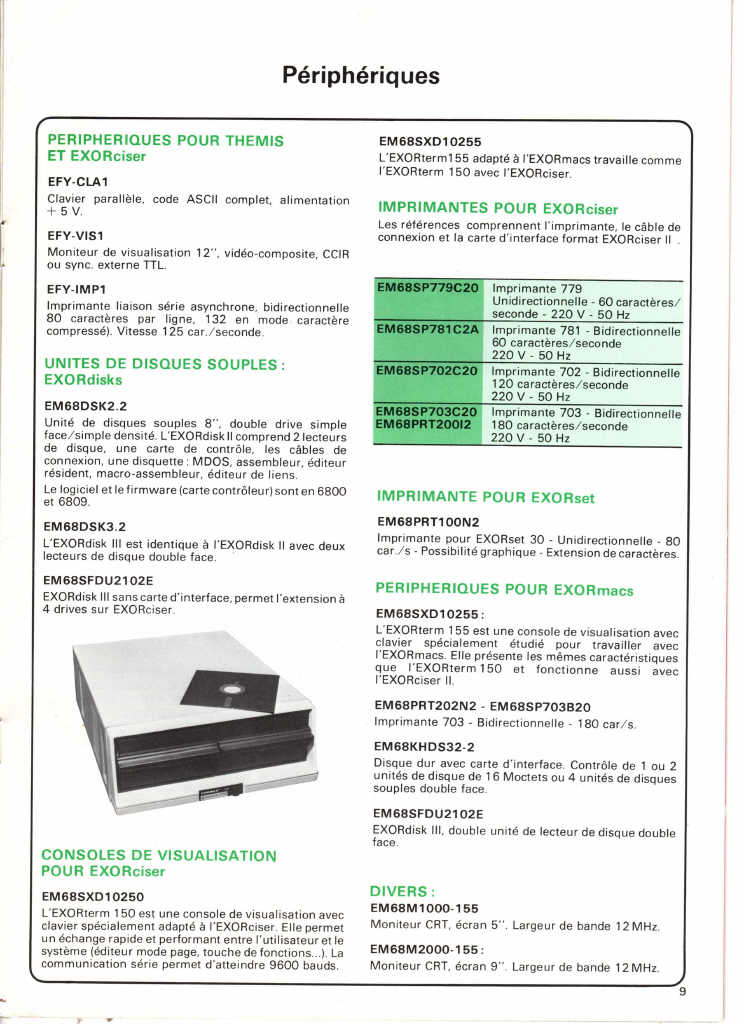 Périphériques
PERIPHERIQUES POUR THEMIS
ET EXORciser
EFY-CLA1
Clavier parallèle, code ASCII complet, alimentation
+ 5 V.
EFY-VIS1
Moniteur de visualisation 12'', vidéo-composite, CCIR
ou sync. externe TTL.
EFY-IMP1
Imprimante liaison série asynchrone, bidirectionnelle
80 caractères par ligne, 132 en mode caractère
compressé). Vitesse 125 car./seconde.
UNITES DE DISQUES SOUPLES :
EXORdisks
EM68DSK2.2
Unité de disques souples 8'', double drive simple
face/simple densité. L'EXORdisk II comprend 2 lecteurs
de disque, une carte de contrôle, les câbles de
connexion, une disquette : MDOS, assembleur, éditeur
résident, macro-assembleur, éditeur de liens.
Le logiciel et le firmware (carte contrôleur) sont en 6800
et 6809.
EM68DSK3.2
L'EXORdisk III est identique à l'EXORdisk II avec deux
lecteurs de disque double face.
EM68SFDU2102E
EXORdisk III sans carte d'interface, permet l'extension à
4 drives sur EXORciser.
CONSOLES DE VISUALISATION
POUR EXORciser
EM68SXD10250
L'EXORterm 150 est une console de visualisation avec
clavier spécialement adapté à l'EXORciser. Elle permet
un échange rapide et performant entre l'utilisateur et le
système (éditeur mode page, touche de fonctions...). La
communication série permet d'atteindre 9600 bauds.
EM68SXD10255
L'EXORterm155 adapté à l'EXORmacs travaille comme
l'EXORterm 150 avec l'EXORciser.
IMPRIMANTES POUR EXORciser
Les références comprennent l'imprimante, le câble de
connexion et la carte d'interface format EXORciser II .
EM68SP779C20 Imprimante 779
Unidirectionnelle - 60 caractères/
seconde - 220 V - 50 Hz
EM68SP781C2A Imprimante 781 - Bidirectionnelle
60 caractères/seconde
220 V - 50 Hz
EM68SP702C20 Imprimante 702 - Bidirectionnelle
120 caractères/seconde
220 V - 50 Hz
EM68SP703C20 Imprimante 703 - Bidirectionnelle
EM68PRT200I2 180 caractères/seconde
220 V - 50 Hz
IMPRIMANTE POUR EXORset
EM68PRT100N2
Imprimante pour EXORset 30 - Unidirectionnelle - 80
car./s - Possibilité graphique - Extension de caractères.
PERIPHERIQUES POUR EXORmacs
EM68SXD10255 :
L'EXORterm 155 est une console de visualisation avec
clavier spécialement étudié pour travailler avec
l'EXORmacs. Elle présente les mêmes caractéristiques
que l'EXORterm 150 et fonctionne aussi avec
l'EXORciser II.
EM68PRT202N2 - EM68SP703B20
Imprimante 703 - Bidirectionnelle - 180 car/s.
EM68KHDS32-2
Disque dur avec carte d'interface. Contrôle de 1 ou 2
unités de disque de 16 Moctets ou 4 unités de disques
souples double face.
EM68SFDU2102E
EXORdisk III, double unité de lecteur de disque double
face.
DIVERS :
EM68M1000-155
Moniteur CRT, écran 5''. Largeur de bande 12 MHz.
EM68M2000-155 :
Moniteur CRT, écran 9''. Largeur de bande 12 MHz.
9